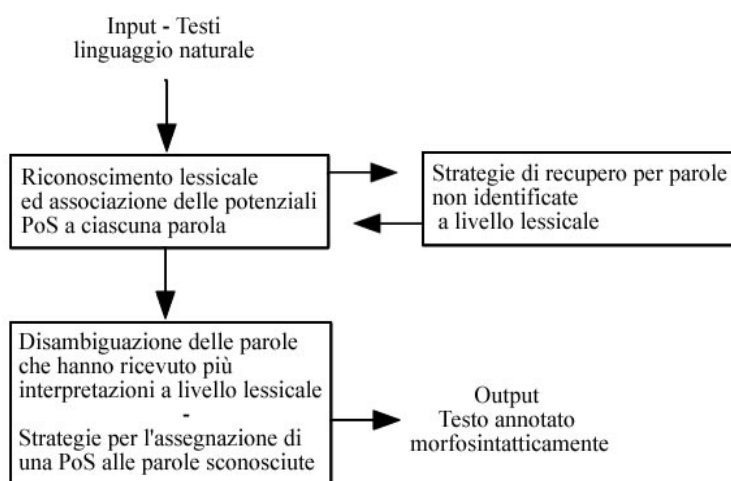 Input - Testi
linguaggio naturale
Riconoscimento lessicale
ed associazione delle potenziali
PoS a ciascuna parola
Strategie di recupero per parole
non identificate
a livello lessicale
Disambiguazione delle parole
che hanno ricevuto più
interpretazioni a livello lessicale
-
Strategie per l'assegnazione di
una PoS alle parole sconosciute
Output
Testo annotato
morfosintatticamente